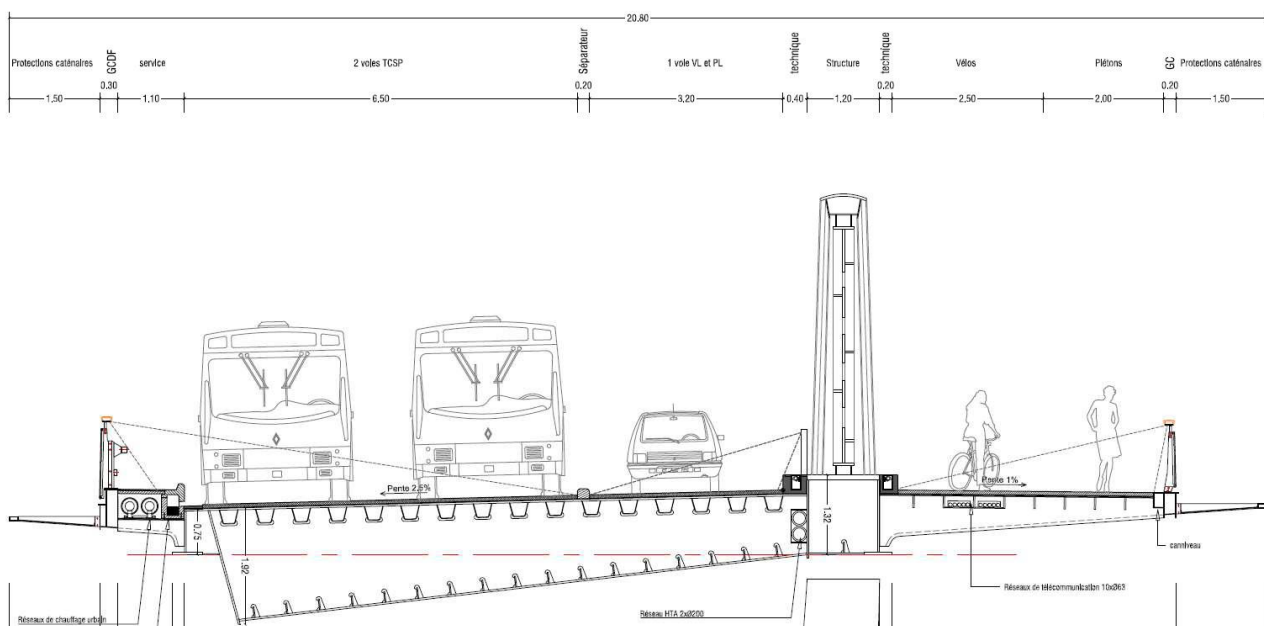 20.80
Protections caténaires
GCDF
service
2 voies TCSP
Séparateur
1 vole VL et PL
technique
Structure
technique
Vélos
Plétons
GC
Protections caténaires
1,50
0.30
1,10
6,50
0.20
3,20
0.40
1,20
0.20
2,50
2,00
0.20
1,50
Pente 2.5%
Pente 1%
0.75
1.92
1.32
canniveau
Réseaux de télécommunication 10xØ63
Réseau HTA 2xØ200
Réseaux de chauffage urbain